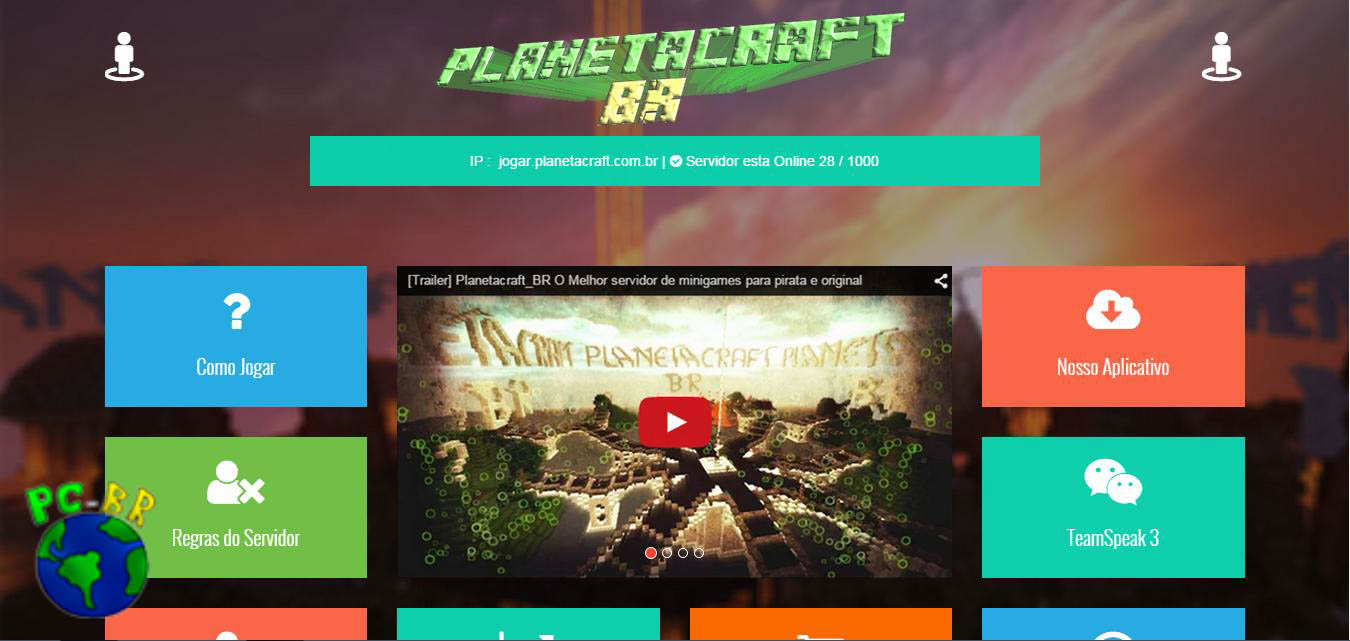 PLANETACRAFT
BR
IP : jogar.planetacraft.com.br | Servidor esta Online 28 / 1000
[Trailer] Planetacraft_BR O Melhor servidor de minigames para pirata e original
PLANETACRAFT
BR
Como Jogar
Nosso Aplicativo
PC-BR
Regras do Servidor
TeamSpeak 3